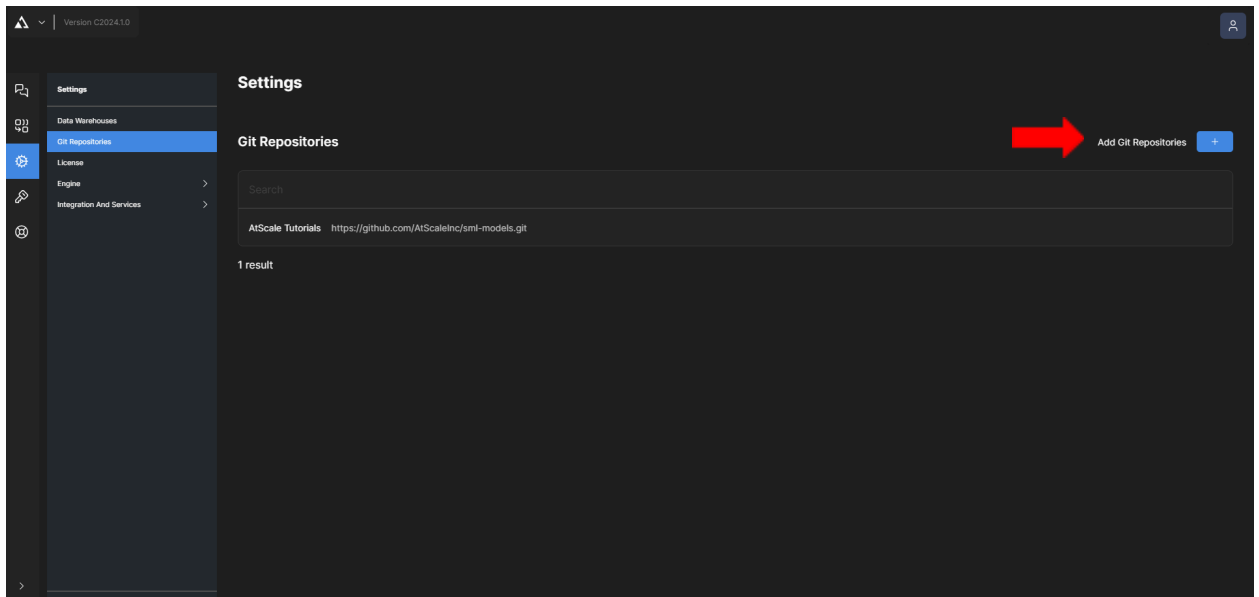 Version C2024.1.0
Settings
Data Warehouses
Git Repositories
License
Engine
Integration And Services
Settings
Git Repositories
Add Git Repositories +
Search
AtScale Tutorials https://github.com/AtScaleInc/sml-models.git
1 result